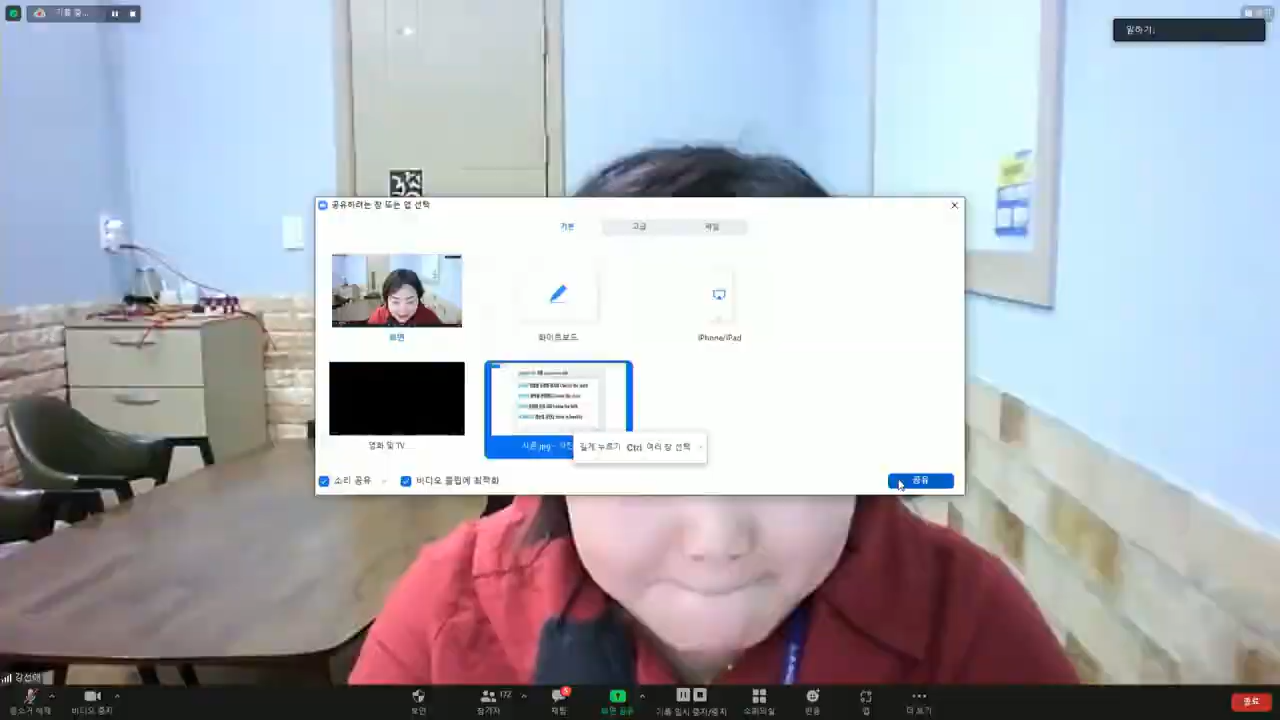 기록 중...
말하기:
공유하려는 창 또는 앱 선택
기본 고급 파일
화면 화이트보드 iPhone/iPad
영화 및 TV
길게 누르기 Ctrl 여러 창 선택
소리 공유 비디오 클립에 최적화
공유
강선애
음소거 해제 비디오 중지 보안 참가자 172 채팅 화면 공유 기록 일시 중지/중지 소회의실 반응 앱 더 보기 종료